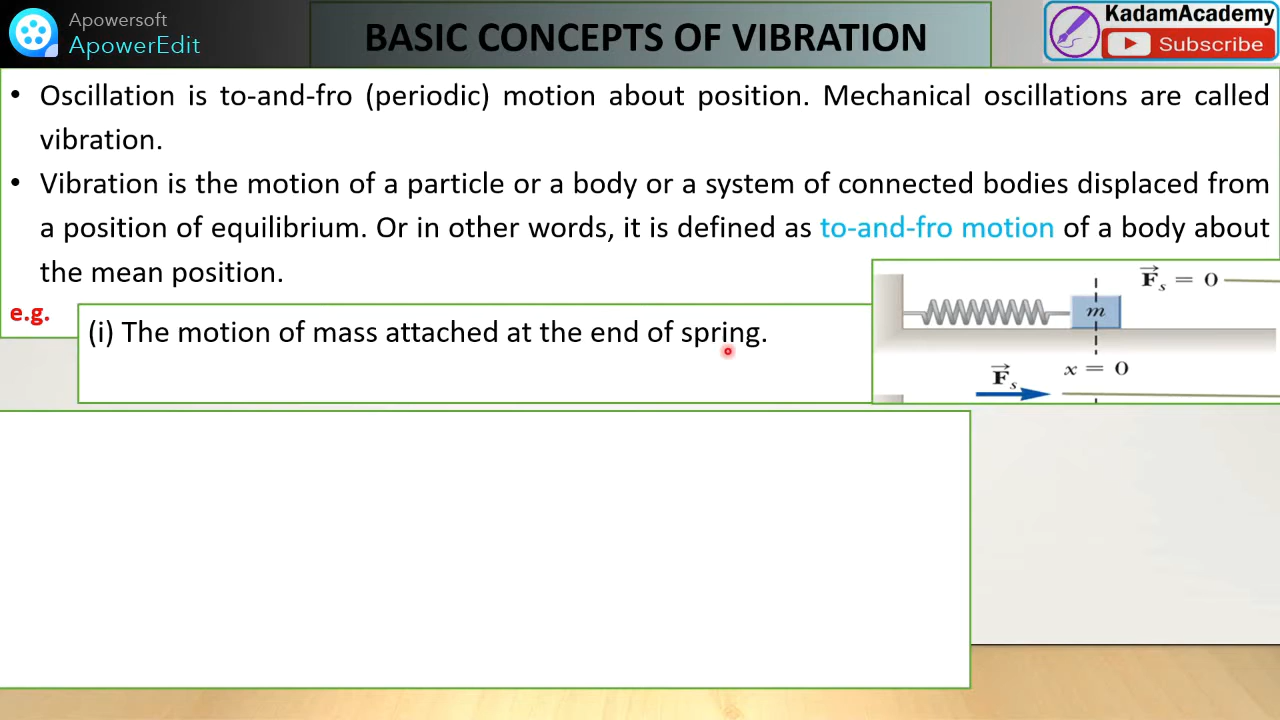 Apowersoft
ApowerEdit
BASIC CONCEPTS OF VIBRATION
KadamAcademy
Subscribe
• Oscillation is to-and-fro (periodic) motion about position. Mechanical oscillations are called
vibration.
• Vibration is the motion of a particle or a body or a system of connected bodies displaced from
a position of equilibrium. Or in other words, it is defined as to-and-fro motion of a body about
the mean position.
e.g.
(i) The motion of mass attached at the end of spring.
F⃗s = 0
m
x = 0
F⃗s